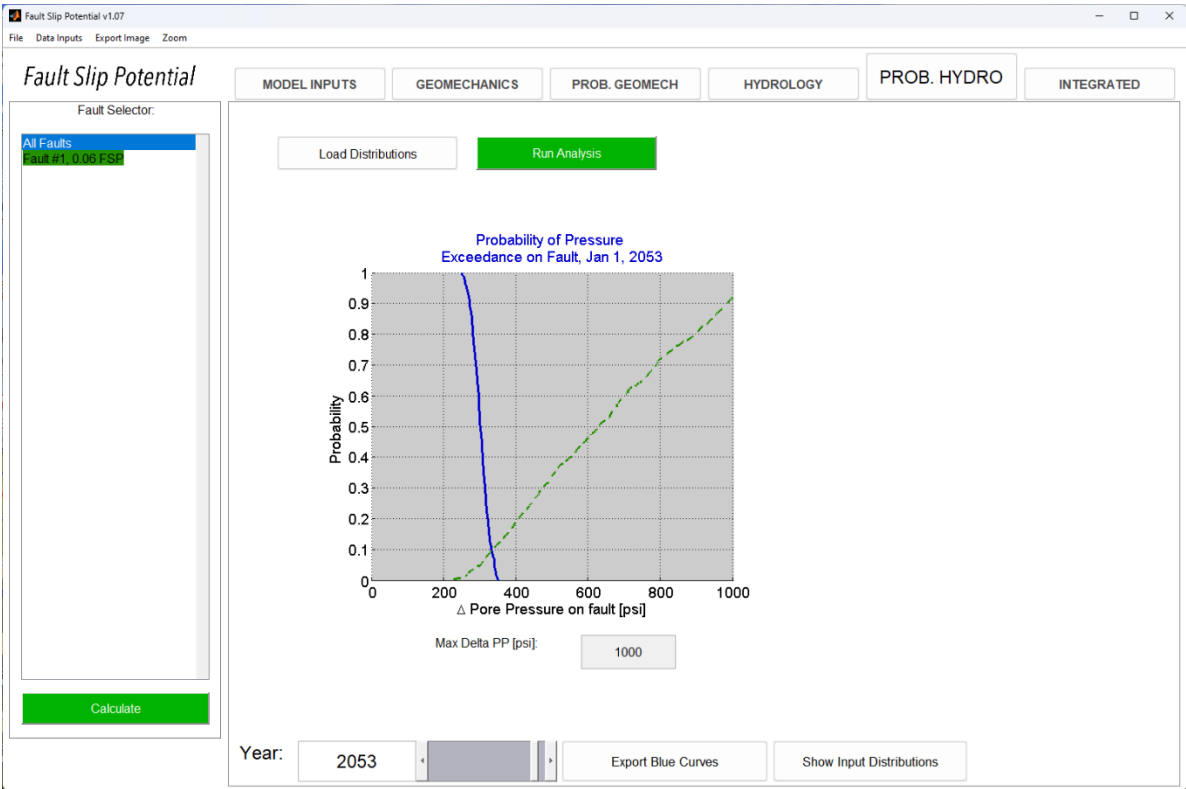 Fault Slip Potential v1.07
File Data Inputs Export Image Zoom
Fault Slip Potential
MODEL INPUTS
GEOMECHANICS
PROB. GEOMECH
HYDROLOGY
PROB. HYDRO
INTEGRATED
Fault Selector:
All Faults
Fault #1, 0.06 FSP
Calculate
Load Distributions
Run Analysis
Probability of Pressure
Exceedance on Fault, Jan 1, 2053
Probability
1
0.9
0.8
0.7
0.6
0.5
0.4
0.3
0.2
0.1
0
0 200 400 600 800 1000
Δ Pore Pressure on fault [psi]
Max Delta PP [psi]:
1000
Year:
2053
Export Blue Curves
Show Input Distributions